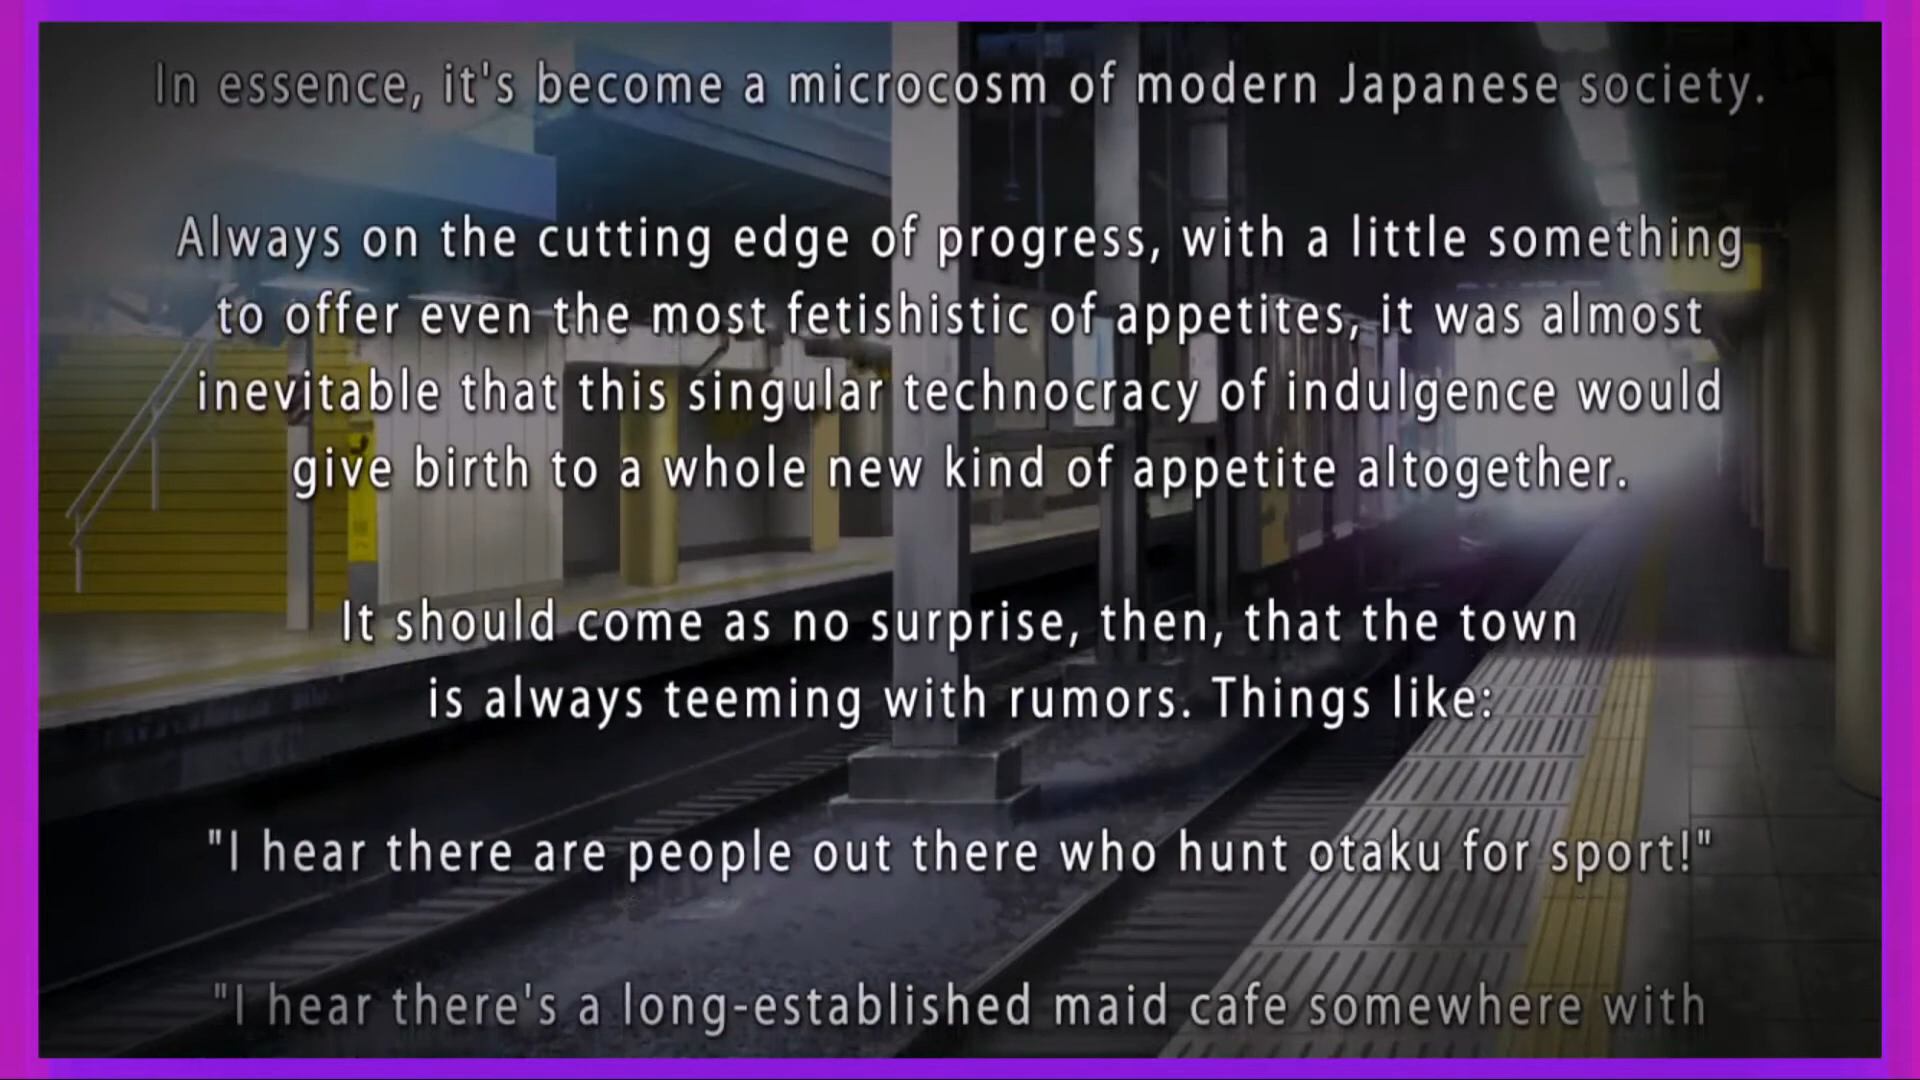 In essence, it's become a microcosm of modern Japanese society.
Always on the cutting edge of progress, with a little something
to offer even the most fetishistic of appetites, it was almost
inevitable that this singular technocracy of indulgence would
give birth to a whole new kind of appetite altogether.
It should come as no surprise, then, that the town
is always teeming with rumors. Things like:
"I hear there are people out there who hunt otaku for sport!"
"I hear there's a long-established maid cafe somewhere with